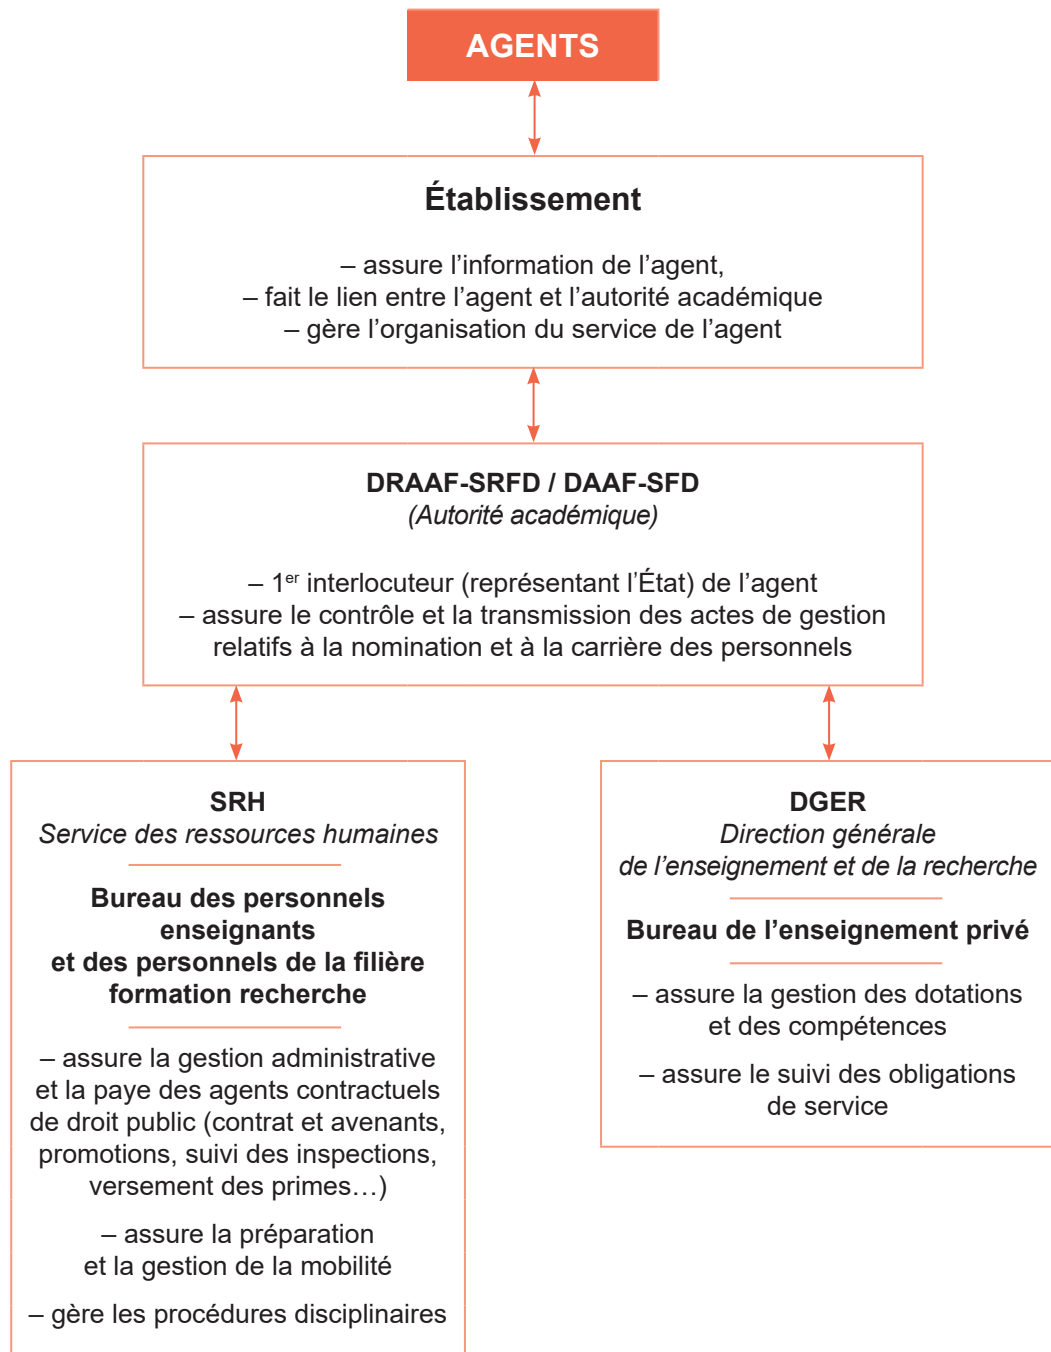 AGENTS
Établissement
– assure l’information de l’agent,
– fait le lien entre l’agent et l’autorité académique
– gère l’organisation du service de l’agent
DRAAF-SRFD / DAAF-SFD
(Autorité académique)
– 1er interlocuteur (représentant l’État) de l’agent
– assure le contrôle et la transmission des actes de gestion
relatifs à la nomination et à la carrière des personnels
SRH
Service des ressources humaines
Bureau des personnels
enseignants
et des personnels de la filière
formation recherche
– assure la gestion administrative
et la paye des agents contractuels
de droit public (contrat et avenants,
promotions, suivi des inspections,
versement des primes…)
– assure la préparation
et la gestion de la mobilité
– gère les procédures disciplinaires
DGER
Direction générale
de l’enseignement et de la recherche
Bureau de l’enseignement privé
– assure la gestion des dotations
et des compétences
– assure le suivi des obligations
de service